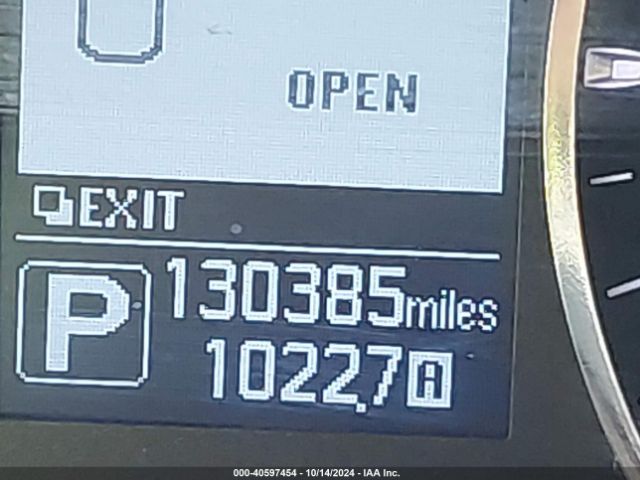 OPEN
EXIT
P
130385miles
1022.7A
000-40597454 - 10/14/2024 - IAA Inc.